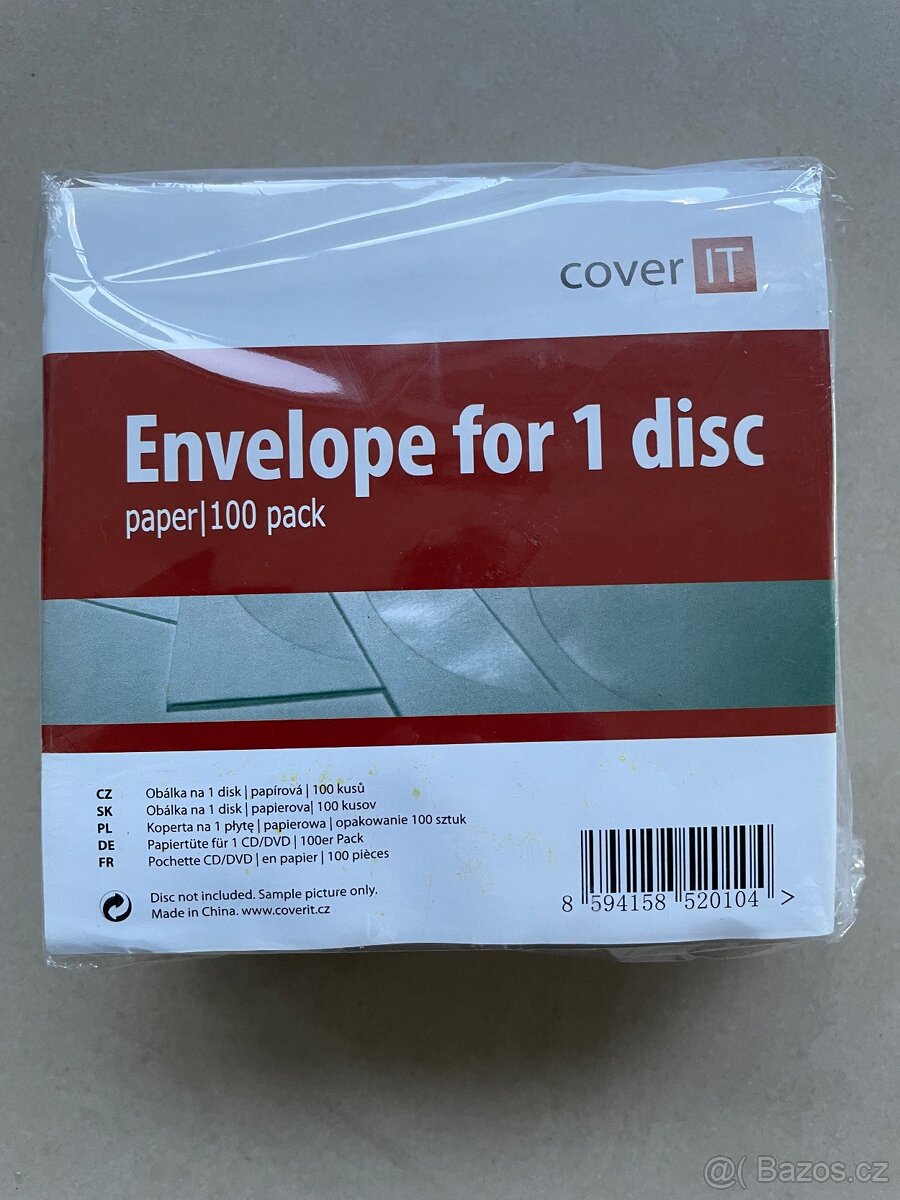 cover IT
Envelope for 1 disc
paper|100 pack
CZ Obálka na 1 disk | papírová | 100 kusů
SK Obálka na 1 disk | papierova| 100 kusov
PL Koperta na 1 płytę | papierowa | opakowanie 100 sztuk
DE Papiertüte für 1 CD/DVD | 100er Pack
FR Pochette CD/DVD | en papier | 100 pièces
Disc not included. Sample picture only.
Made in China. www.coverit.cz
8 594158 520104 >
@( Bazos.cz